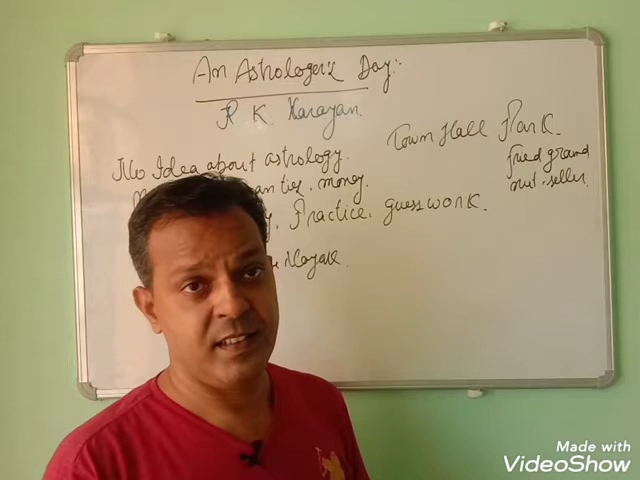 An Astrologer's Day:-
R K Narayan
Town Hall Park.
fried ground
nut-seller.
No Idea about astrology.
money.
Practice, guesswork.
Nayak.
Made with
VideoShow